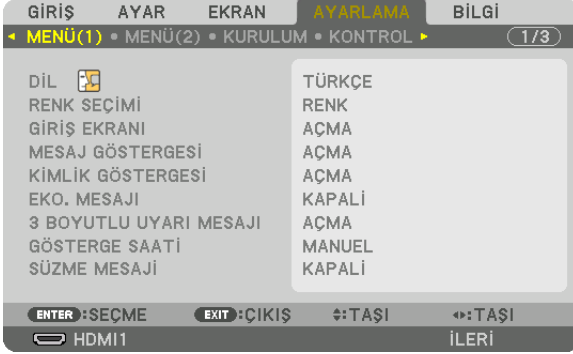 GİRİŞ AYAR EKRAN AYARLAMA BİLGİ
MENÜ(1) • MENÜ(2) • KURULUM • KONTROL 1/3
DİL TÜRKÇE
RENK SEÇİMİ RENK
GİRİŞ EKRANI AÇMA
MESAJ GÖSTERGESİ AÇMA
KİMLİK GÖSTERGESİ AÇMA
EKO. MESAJI KAPALİ
3 BOYUTLU UYARI MESAJI AÇMA
GÖSTERGE SAATİ MANUEL
SÜZME MESAJİ KAPALİ
ENTER :SEÇME EXIT :ÇIKIŞ :TAŞI :TAŞI
HDMI1 İLERİ